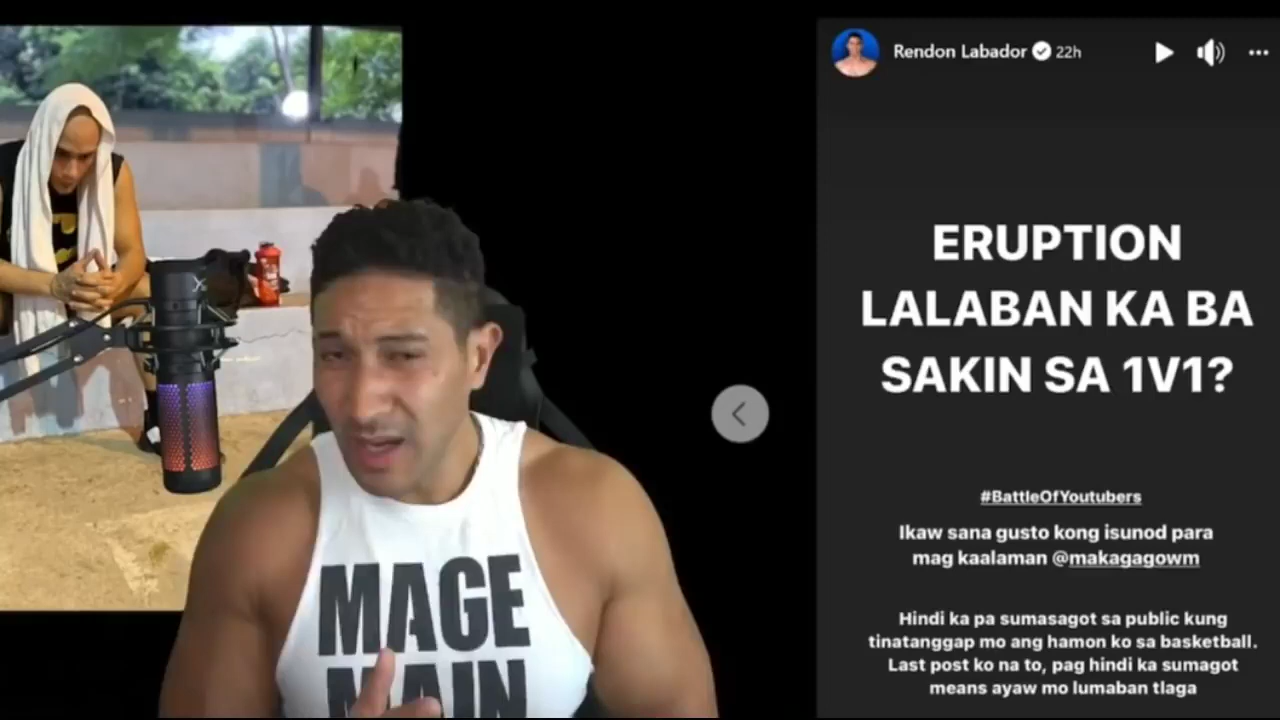 Rendon Labador 22h
ERUPTION
LALABAN KA BA
SAKIN SA 1V1?
#BattleOfYoutubers
Ikaw sana gusto kong isunod para
mag kaalaman @makagagowm
Hindi ka pa sumasagot sa public kung
tinatanggap mo ang hamon ko sa basketball.
Last post ko na to, pag hindi ka sumagot
means ayaw mo lumaban tlaga
MAGE
MAIN